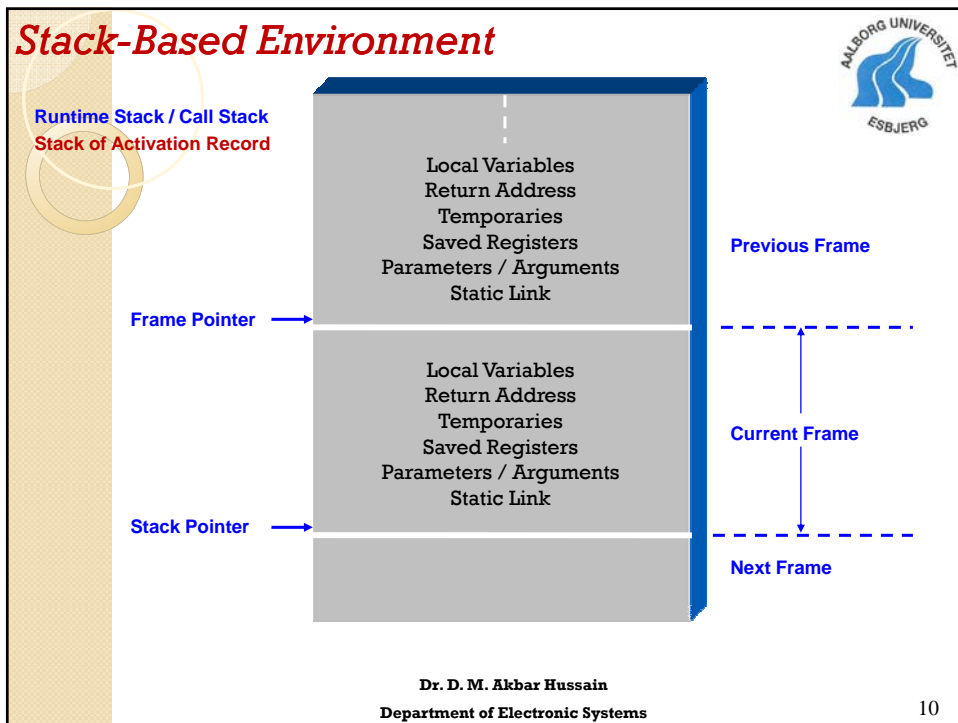 Stack-Based Environment
AALBORG UNIVERSITET
ESBJERG
Runtime Stack / Call Stack
Stack of Activation Record
Local Variables
Return Address
Temporaries
Saved Registers
Parameters / Arguments
Static Link
Previous Frame
Frame Pointer
Local Variables
Return Address
Temporaries
Saved Registers
Parameters / Arguments
Static Link
Current Frame
Stack Pointer
Next Frame
Dr. D. M. Akbar Hussain
Department of Electronic Systems
10